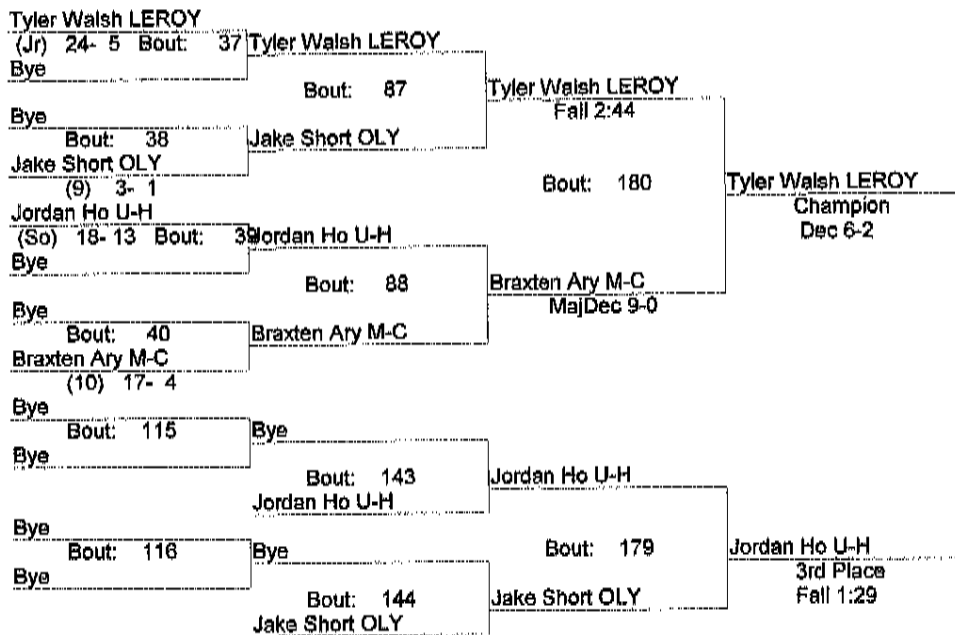 Tyler Walsh LEROY
(Jr) 24- 5 Bout: 37
Bye
Tyler Walsh LEROY
Bout: 87
Bye
Bout: 38
Jake Short OLY
(9) 3- 1
Jake Short OLY
Tyler Walsh LEROY
Fall 2:44
Jordan Ho U-H
(So) 18- 13 Bout: 39
Bye
Jordan Ho U-H
Bout: 88
Bye
Bout: 40
Braxten Ary M-C
(10) 17- 4
Braxten Ary M-C
Braxten Ary M-C
MajDec 9-0
Bout: 180
Tyler Walsh LEROY
Champion
Dec 6-2
Bye
Bout: 115
Bye
Bye
Bout: 143
Jordan Ho U-H
Jordan Ho U-H
Bye
Bout: 116
Bye
Bye
Bout: 144
Jake Short OLY
Jake Short OLY
Bout: 179
Jordan Ho U-H
3rd Place
Fall 1:29